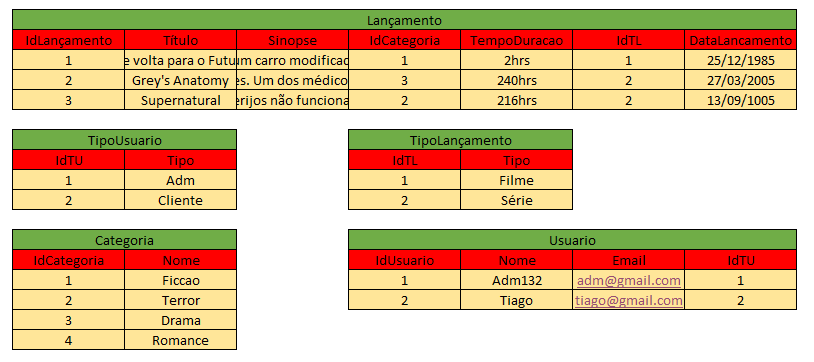 Lançamento
IdLançamento Título Sinopse IdCategoria TempoDuracao IdTL DataLancamento
1 e volta para o Futu um carro modificad 1 2hrs 1 25/12/1985
2 Grey's Anatomy es. Um dos médico 3 240hrs 2 27/03/2005
3 Supernatural erijos não funciona 2 216hrs 2 13/09/1005
TipoUsuario TipoLançamento
IdTU Tipo IdTL Tipo
1 Adm 1 Filme
2 Cliente 2 Série
Categoria Usuario
IdCategoria Nome IdUsuario Nome Email IdTU
1 Ficcao 1 Adm132 adm@gmail.com 1
2 Terror 2 Tiago tiago@gmail.com 2
3 Drama
4 Romance